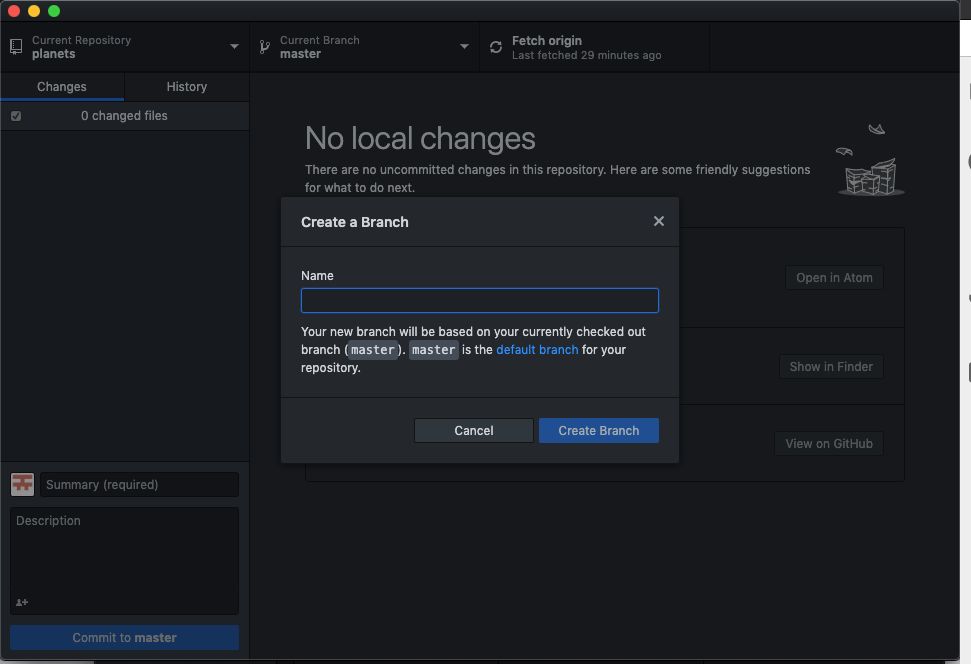 Current Repository
planets
Current Branch
master
Fetch origin
Last fetched 29 minutes ago
Changes
History
0 changed files
No local changes
There are no uncommitted changes in this repository. Here are some friendly suggestions
for what to do next.
Create a Branch
Name
Your new branch will be based on your currently checked out
branch (master). master is the default branch for your
repository.
Cancel
Create Branch
Open in Atom
Show in Finder
View on GitHub
Summary (required)
Description
Commit to master